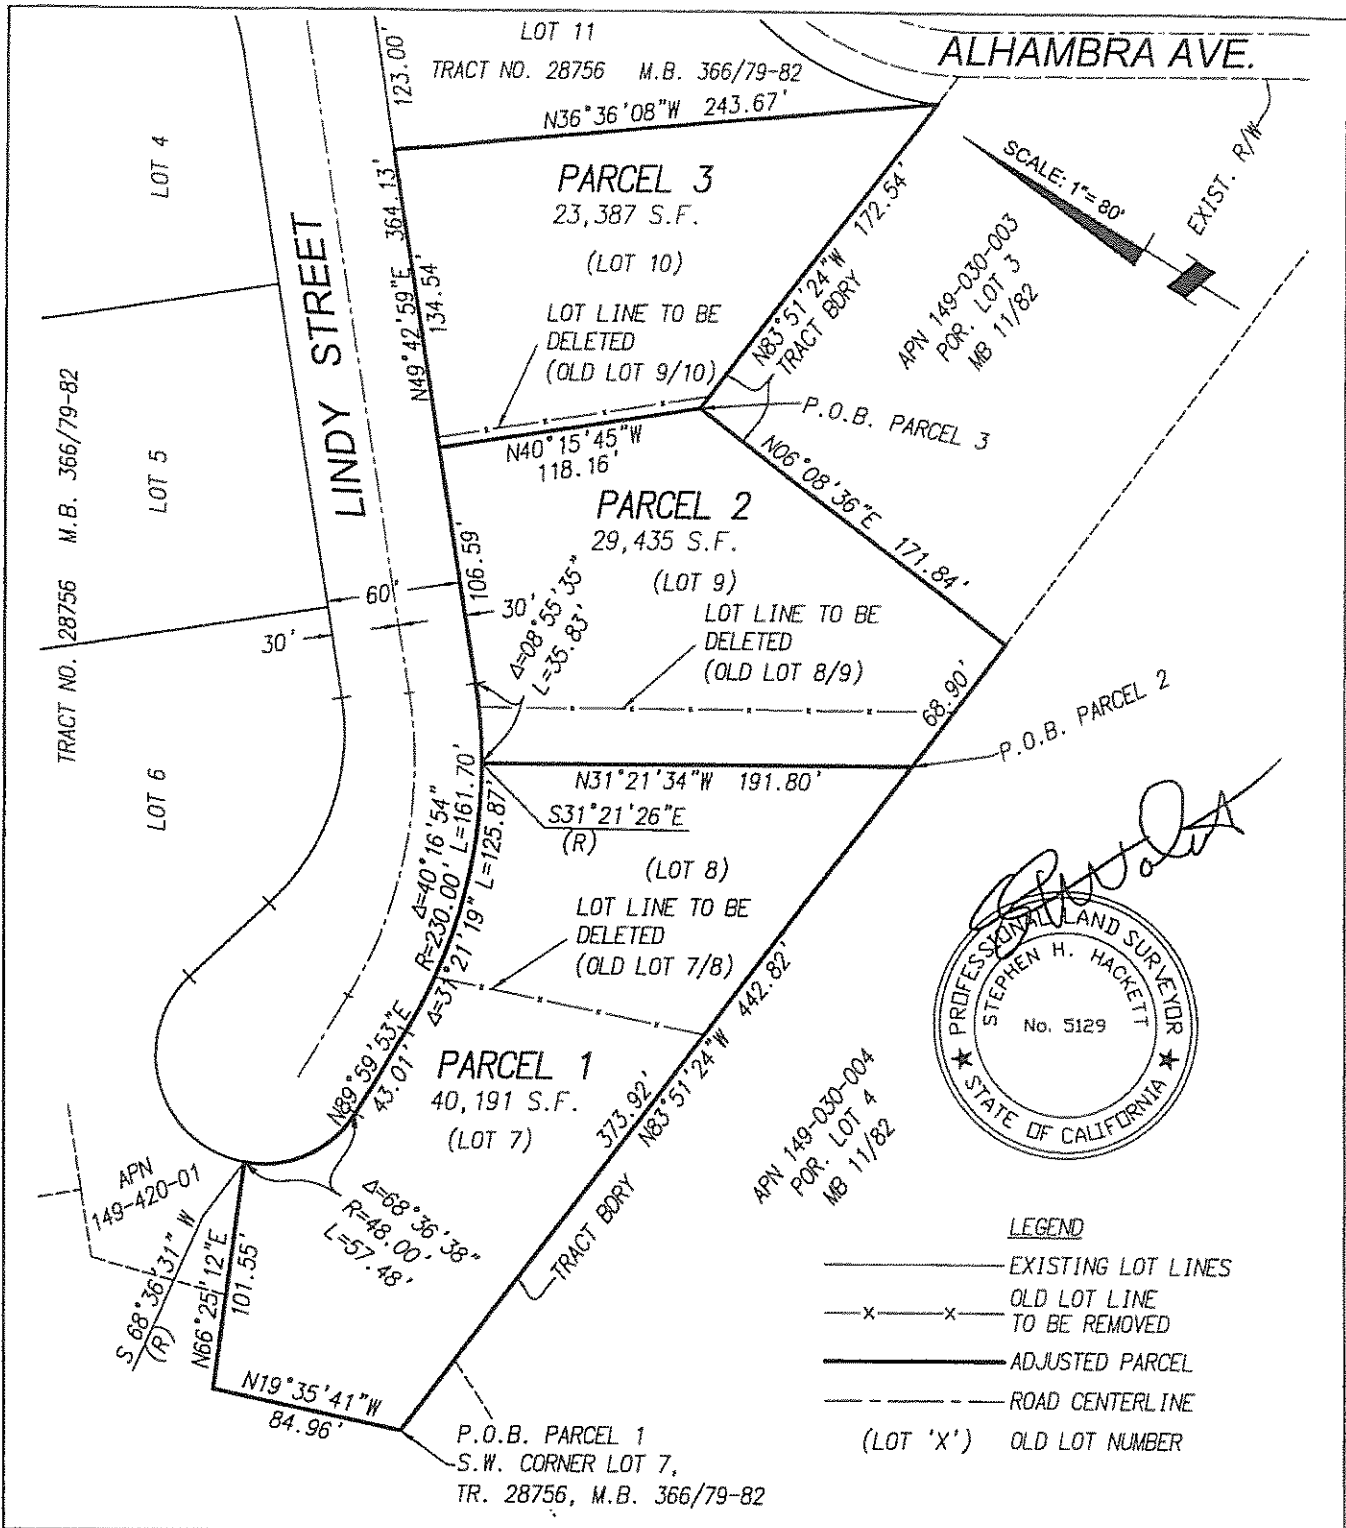 LOT 11
TRACT NO. 28756 M.B. 366/79-82
ALHAMBRA AVE.
123.00'
N36°36'08"W 243.67'
LOT 4
PARCEL 3
23,387 S.F.
(LOT 10)
SCALE: 1"= 80'
EXIST. R/W
364.13'
N49°42'59"E
134.54'
LINDY STREET
LOT LINE TO BE
DELETED
(OLD LOT 9/10)
172.54'
N83°51'24"W
TRACT BDRY
APN 149-030-003
POR. LOT 3
MB 11/82
P.O.B. PARCEL 3
N40°15'45"W
118.16'
N06°08'36"E 171.84'
TRACT NO. 28756 M.B. 366/79-82
LOT 5
PARCEL 2
29,435 S.F.
(LOT 9)
106.59'
60'
30'
30'
Δ=08°55'35"
L=35.83'
LOT LINE TO BE
DELETED
(OLD LOT 8/9)
68.90'
P.O.B. PARCEL 2
LOT 6
N31°21'34"W 191.80'
S31°21'26"E
(R)
Δ=40°16'54"
R=230.00' L=161.70'
Δ=31°21'19" L=125.87'
(LOT 8)
LOT LINE TO BE
DELETED
(OLD LOT 7/8)
442.82'
PROFESSIONAL LAND SURVEYOR
STEPHEN H. HACKETT
No. 5129
STATE OF CALIFORNIA
N89°59'53"E
43.01'
PARCEL 1
40,191 S.F.
(LOT 7)
373.92'
N83°51'24"W
TRACT BDRY
APN 149-030-004
POR. LOT 4
MB 11/82
APN
149-420-01
Δ=68°36'38"
R=48.00'
L=57.48'
S 68°36'31" W
(R)
N66°25'12"E
101.55'
N19°35'41"W
84.96'
P.O.B. PARCEL 1
S.W. CORNER LOT 7,
TR. 28756, M.B. 366/79-82
LEGEND
EXISTING LOT LINES
OLD LOT LINE
TO BE REMOVED
ADJUSTED PARCEL
ROAD CENTERLINE
(LOT 'X') OLD LOT NUMBER